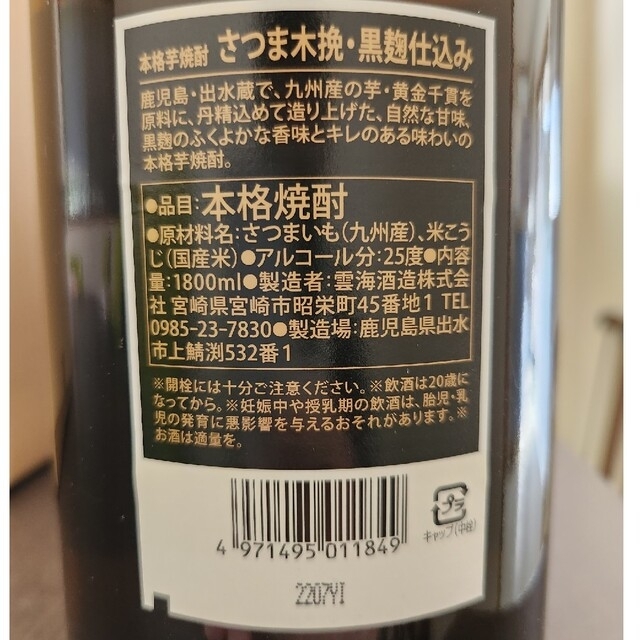 本格芋焼酎 さつま木挽・黒麹仕込み
鹿児島・出水蔵で、九州産の芋・黄金千貫を
原料に、丹精込めて造り上げた、自然な甘味、
黒麹のふくよかな香味とキレのある味わいの
本格芋焼酎。
●品目:本格焼酎
●原材料名:さつまいも(九州産)、米こう
じ(国産米)●アルコール分:25度●内容
量:1800ml●製造者:雲海酒造株式会
社 宮崎県宮崎市昭栄町45番地1 TEL
0985-23-7830●製造場:鹿児島県出水
市上鯖渕532番1
※開栓には十分ご注意ください。※飲酒は20歳に
なってから。※妊娠中や授乳期の飲酒は、胎児・乳
児の発育に悪影響を与えるおそれがあります。※
お酒は適量を。
プラ
キャップ(中栓)
4 971495 011849
2207YI